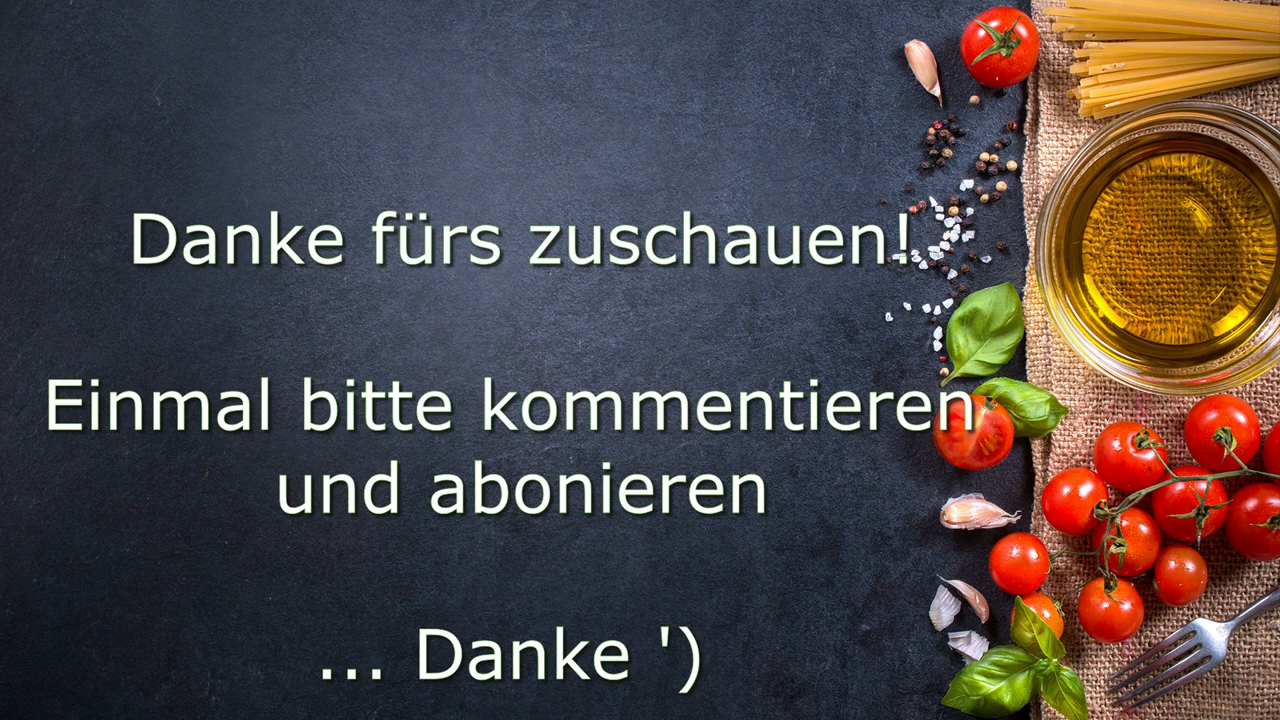 Danke fürs zuschauen!
Einmal bitte kommentieren
und abonieren
... Danke ')